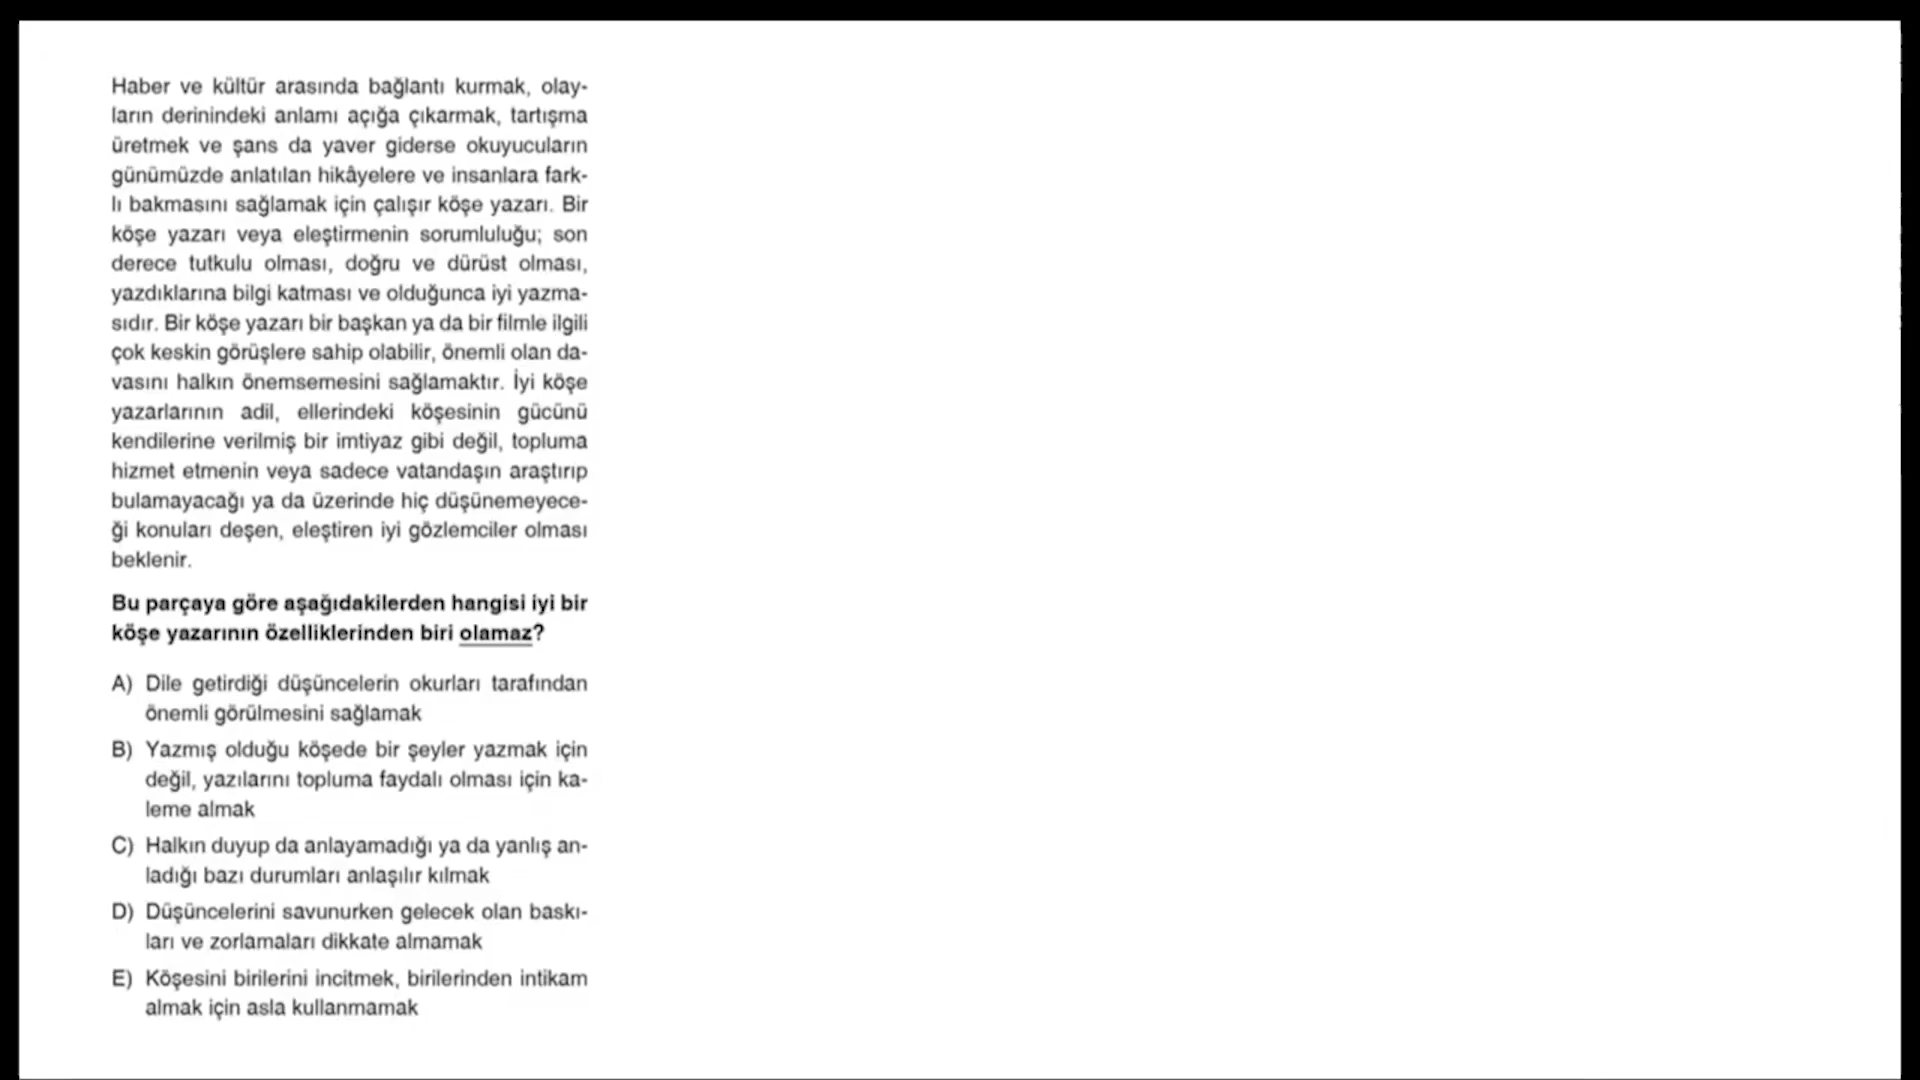 Haber ve kültür arasında bağlantı kurmak, olay-
ların derinindeki anlamı açığa çıkarmak, tartışma
üretmek ve şans da yaver giderse okuyucuların
günümüzde anlatılan hikâyelere ve insanlara fark-
lı bakmasını sağlamak için çalışır köşe yazarı. Bir
köşe yazarı veya eleştirmenin sorumluluğu; son
derece tutkulu olması, doğru ve dürüst olması,
yazdıklarına bilgi katması ve olduğunca iyi yazma-
sıdır. Bir köşe yazarı bir başkan ya da bir filmle ilgili
çok keskin görüşlere sahip olabilir, önemli olan da-
vasını halkın önemsemesini sağlamaktır. İyi köşe
yazarlarının adil, ellerindeki köşesinin gücünü
kendilerine verilmiş bir imtiyaz gibi değil, topluma
hizmet etmenin veya sadece vatandaşın araştırıp
bulamayacağı ya da üzerinde hiç düşünemeyece-
ği konuları deşen, eleştiren iyi gözlemciler olması
beklenir.
Bu parçaya göre aşağıdakilerden hangisi iyi bir
köşe yazarının özelliklerinden biri olamaz?
A) Dile getirdiği düşüncelerin okurları tarafından
önemli görülmesini sağlamak
B) Yazmış olduğu köşede bir şeyler yazmak için
değil, yazılarını topluma faydalı olması için ka-
leme almak
C) Halkın duyup da anlayamadığı ya da yanlış an-
ladığı bazı durumları anlaşılır kılmak
D) Düşüncelerini savunurken gelecek olan baskı-
ları ve zorlamaları dikkate almamak
E) Köşesini birilerini incitmek, birilerinden intikam
almak için asla kullanmamak